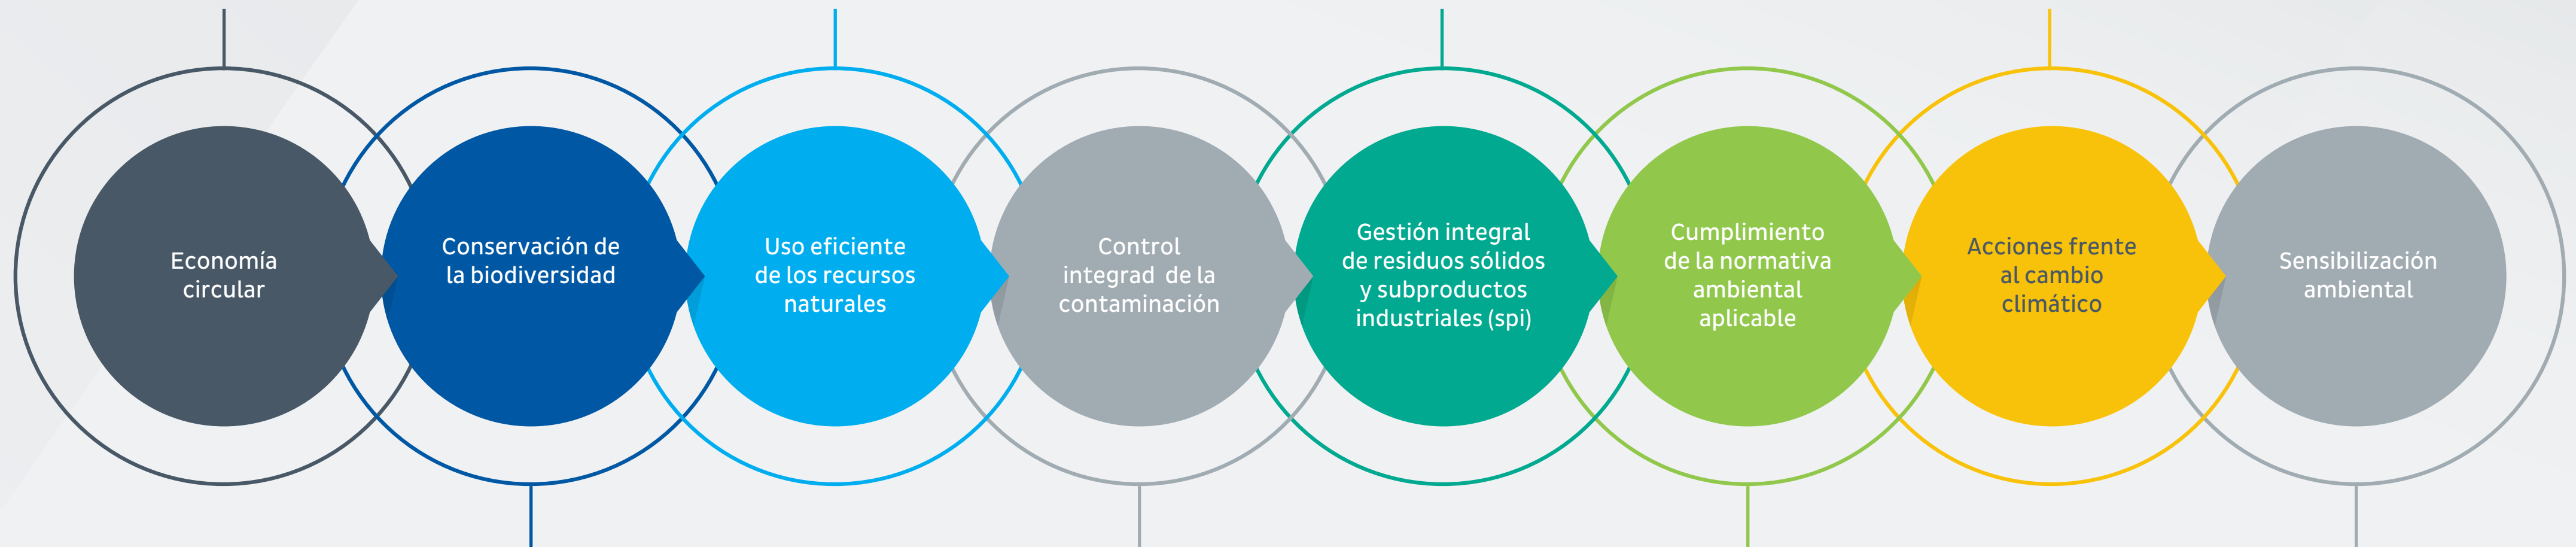 Economía
circular
Conservación de
la biodiversidad
Uso eficiente
de los recursos
naturales
Control
integrad  de la
contaminación
Gestión integral
de residuos sólidos
y subproductos
industriales (spi)
Cumplimiento
de la normativa
ambiental
aplicable
Acciones frente
al cambio
climático
Sensibilización
ambiental